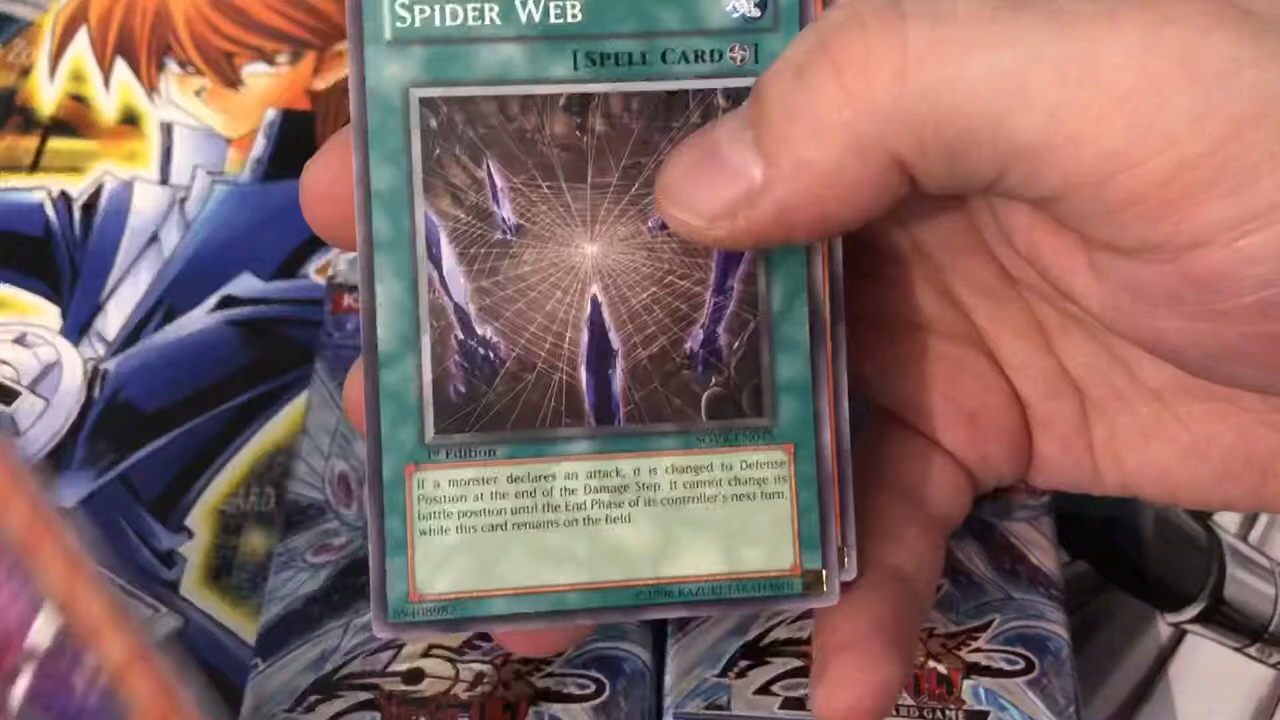 SPIDER WEB
[SPELL CARD]
1st Edition
If a monster declares an attack, it is changed to Defense
Position at the end of the Damage Step. It cannot change its
battle position until the End Phase of its controller's next turn,
while this card remains on the field.
©1996 KAZUKI TAKAHASHI
CARD GAME